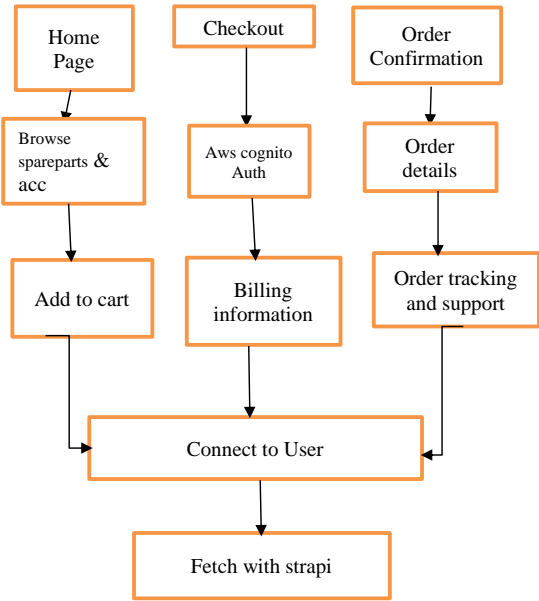 Home
Page
Checkout
Order
Confirmation
Browse
spareparts & 
acc
Aws cognito
Auth
Order
details
Add to cart
Billing
information
Order tracking
and support
Connect to User
Fetch with strapi